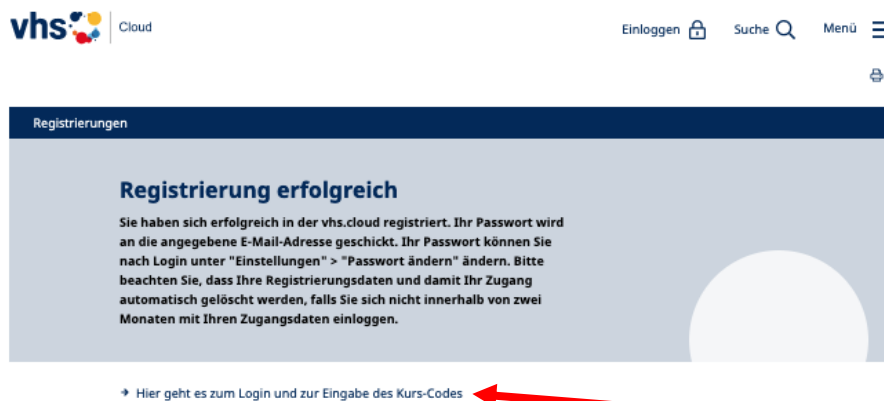 vhs Cloud
Einloggen Suche Menü
Registrierungen
Registrierung erfolgreich
Sie haben sich erfolgreich in der vhs.cloud registriert. Ihr Passwort wird
an die angegebene E-Mail-Adresse geschickt. Ihr Passwort können Sie
nach Login unter "Einstellungen" > "Passwort ändern" ändern. Bitte
beachten Sie, dass Ihre Registrierungsdaten und damit Ihr Zugang
automatisch gelöscht werden, falls Sie sich nicht innerhalb von zwei
Monaten mit Ihren Zugangsdaten einloggen.
Hier geht es zum Login und zur Eingabe des Kurs-Codes